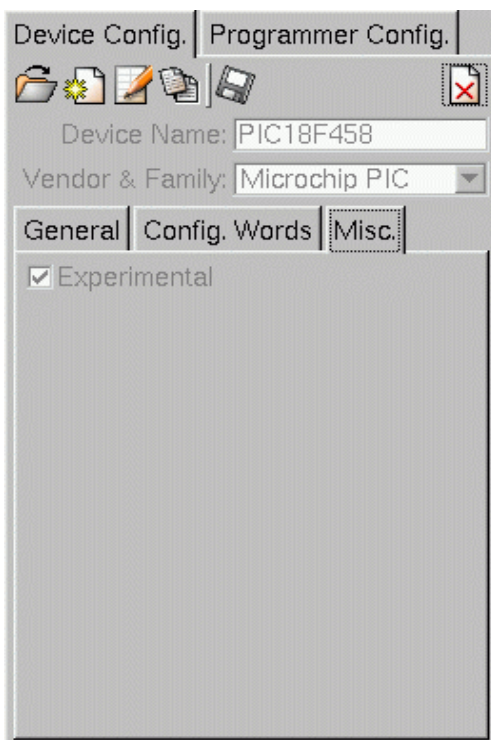 Device Config. Programmer Config.
Device Name: PIC18F458
Vendor & Family: Microchip PIC
General Config. Words Misc.
Experimental